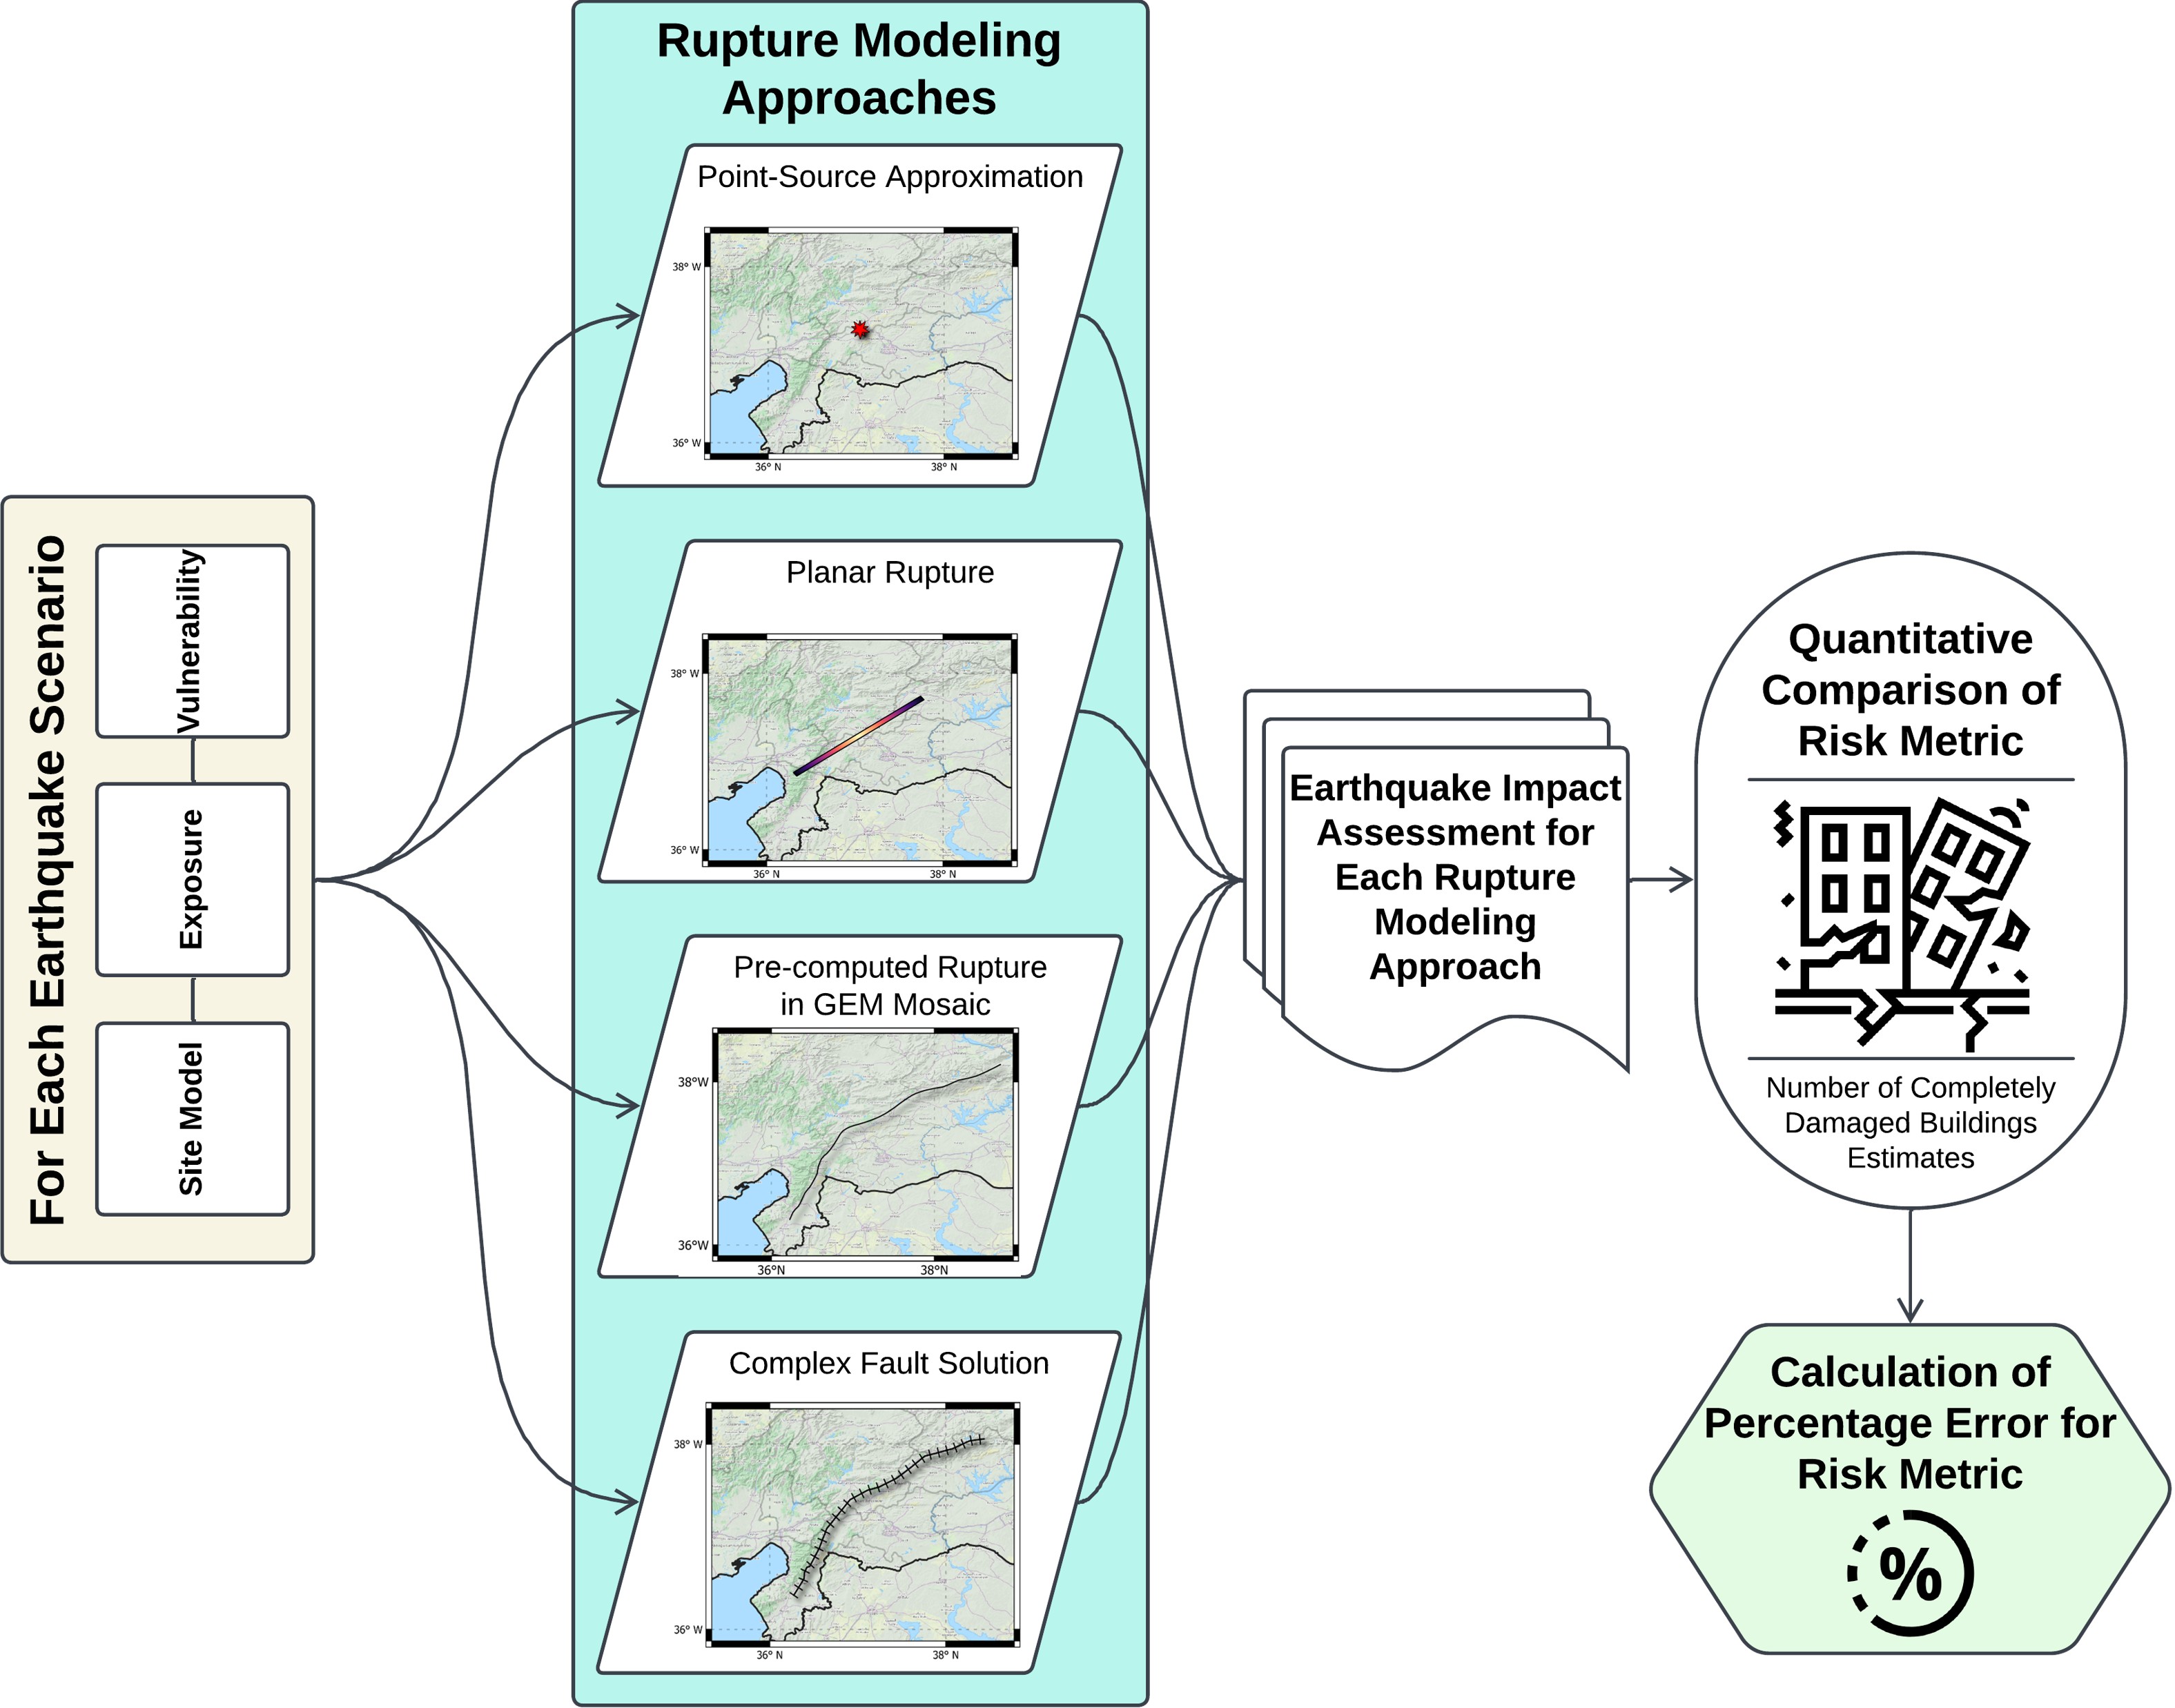 For Each Earthquake Scenario
Vulnerability
Exposure
Site Model
Rupture Modeling
Approaches
Point-Source Approximation
38° W
36° W
36° N
38° N
Planar Rupture
38° W
36° W
36° N
38° N
Pre-computed Rupture
in GEM Mosaic
38°W
36°W
36°N
38°N
Complex Fault Solution
38° W
36° W
36° N
38° N
Earthquake Impact
Assessment for
Each Rupture
Modeling
Approach
Quantitative
Comparison of
Risk Metric
Number of Completely
Damaged Buildings
Estimates
Calculation of
Percentage Error for
Risk Metric
%